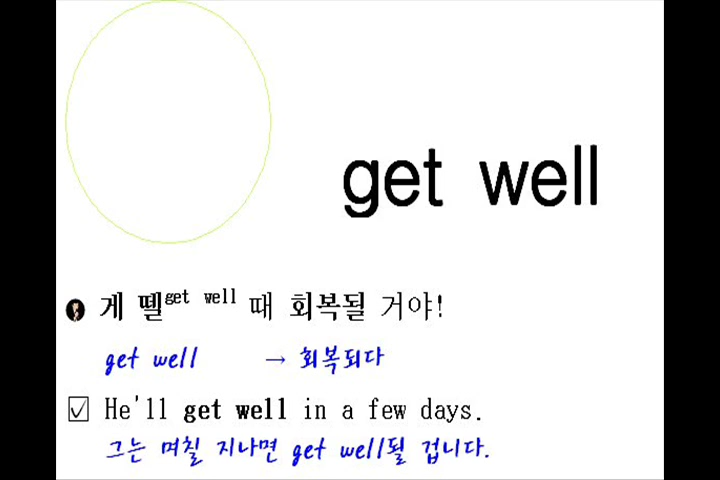 get well
게 뗄get well 때 회복될 거야!
get well → 회복되다
☑ He'll get well in a few days.
그는 며칠 지나면 get well될 겁니다.